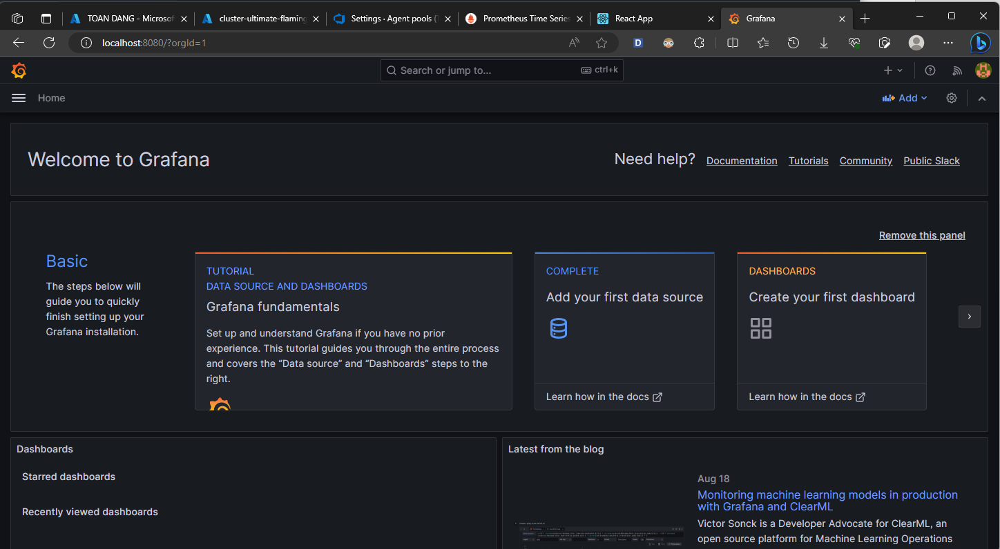 TOAN DANG - Microsof
cluster-ultimate-flaming
Settings · Agent pools (
Prometheus Time Series
React App
Grafana
localhost:8080/?orgId=1
Search or jump to...
ctrl+k
Home
Add
Welcome to Grafana
Need help?
Documentation
Tutorials
Community
Public Slack
Remove this panel
Basic
The steps below will
guide you to quickly
finish setting up your
Grafana installation.
TUTORIAL
DATA SOURCE AND DASHBOARDS
Grafana fundamentals
Set up and understand Grafana if you have no prior
experience. This tutorial guides you through the entire process
and covers the “Data source” and “Dashboards” steps to the
right.
COMPLETE
Add your first data source
Learn how in the docs
DASHBOARDS
Create your first dashboard
Learn how in the docs
Dashboards
Starred dashboards
Recently viewed dashboards
Latest from the blog
Aug 18
Monitoring machine learning models in production
with Grafana and ClearML
Victor Sonck is a Developer Advocate for ClearML, an
open source platform for Machine Learning Operations